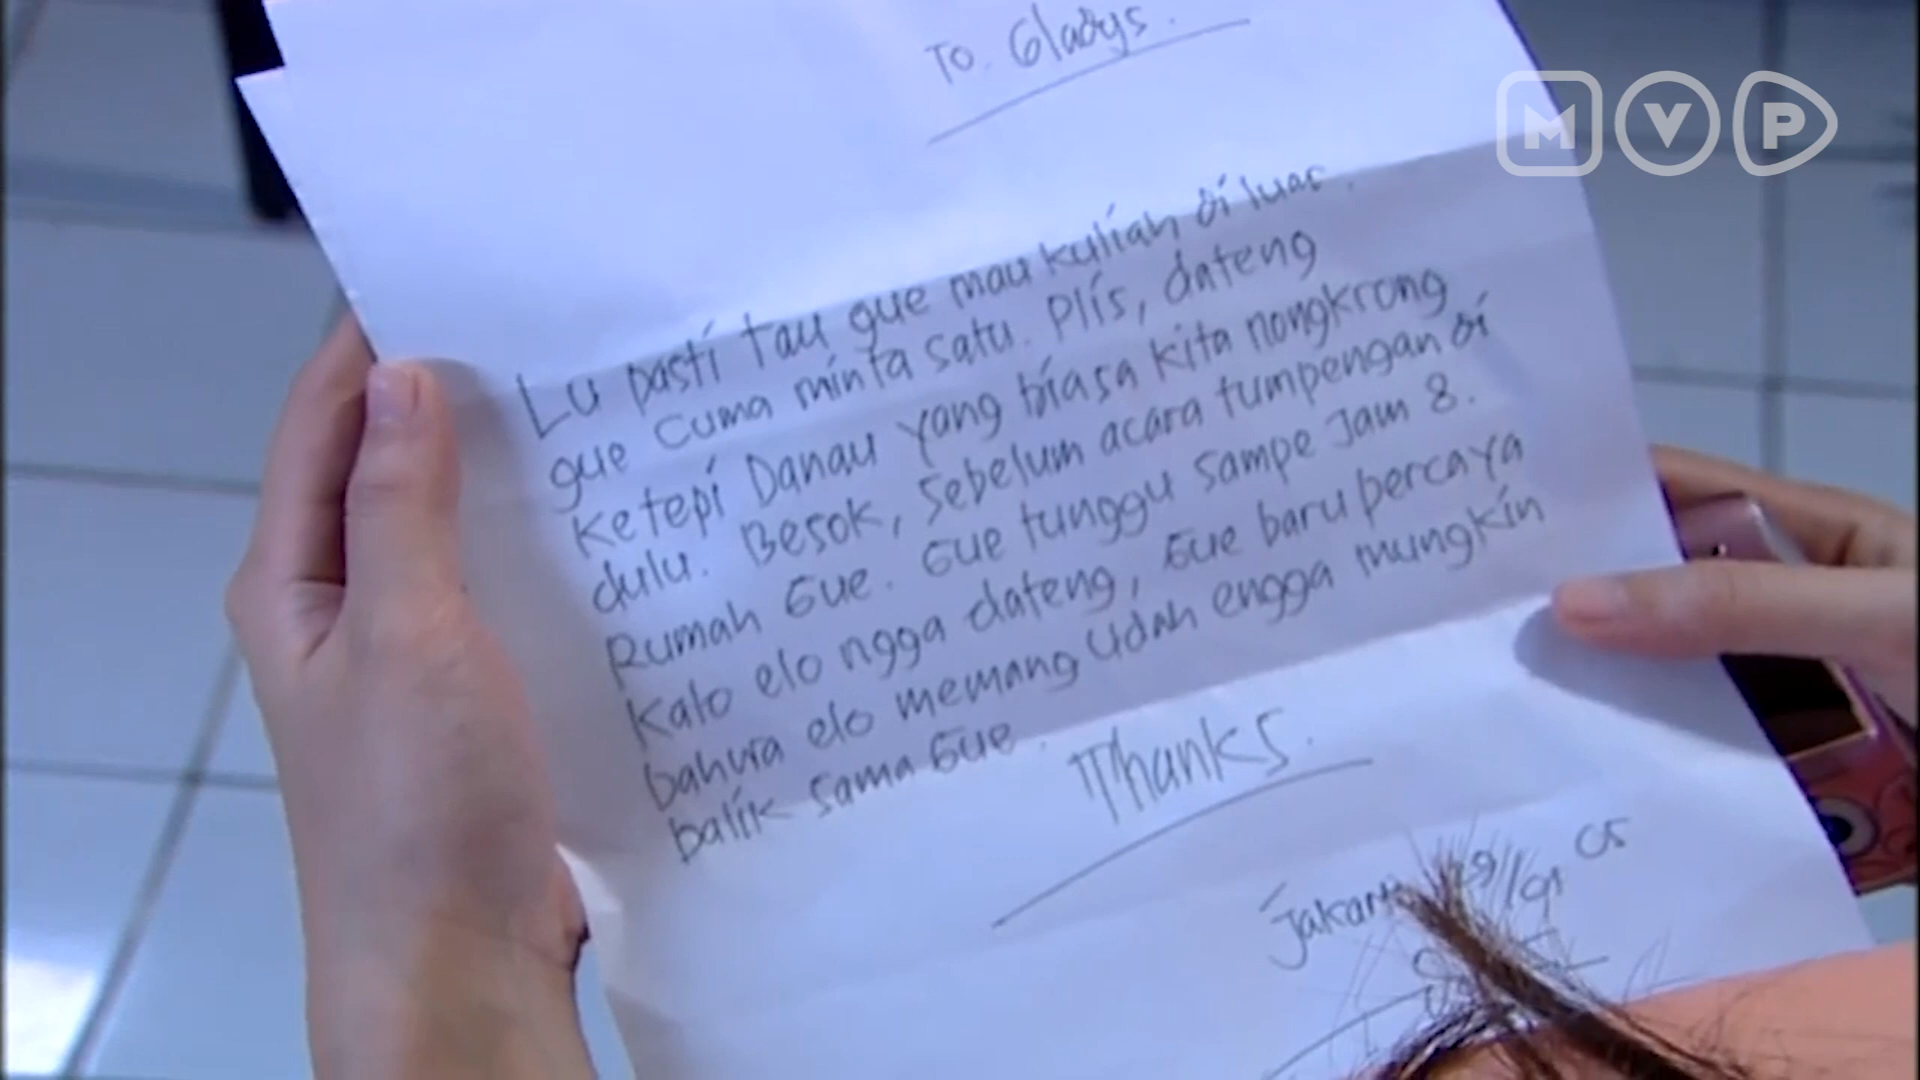 To. Gladys.
MVP
Lu pasti tau gue mau kuliah di luar.
gue cuma minta satu. Plis, dateng
ketepi Danau yang biasa kita nongkrong
dulu. Besok, sebelum acara tumpengan di
Rumah Gue. Gue tunggu sampe Jam 8.
Kalo elo ngga dateng, Gue baru percaya
bahwa elo memang udah engga mungkin
balik sama Gue.
Thanks.
05